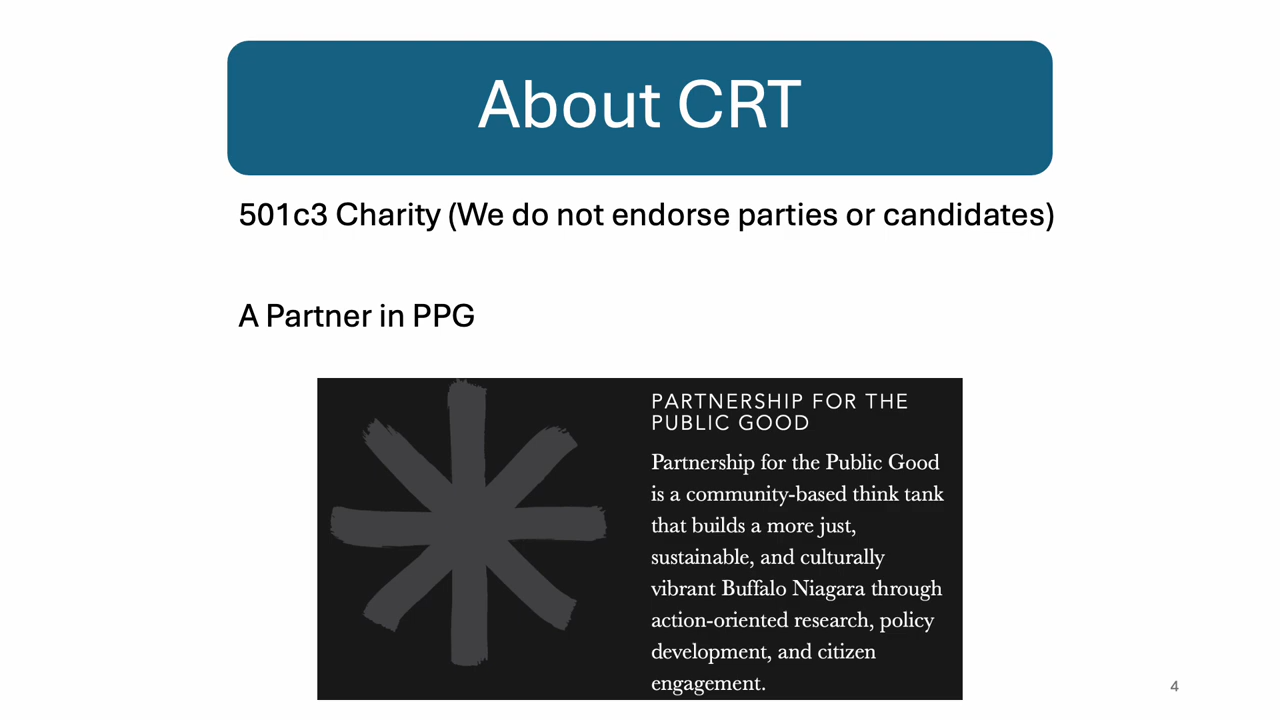 About CRT
501c3 Charity (We do not endorse parties or candidates)
A Partner in PPG
PARTNERSHIP FOR THE
PUBLIC GOOD
Partnership for the Public Good
is a community-based think tank
that builds a more just,
sustainable, and culturally
vibrant Buffalo Niagara through
action-oriented research, policy
development, and citizen
engagement.
4